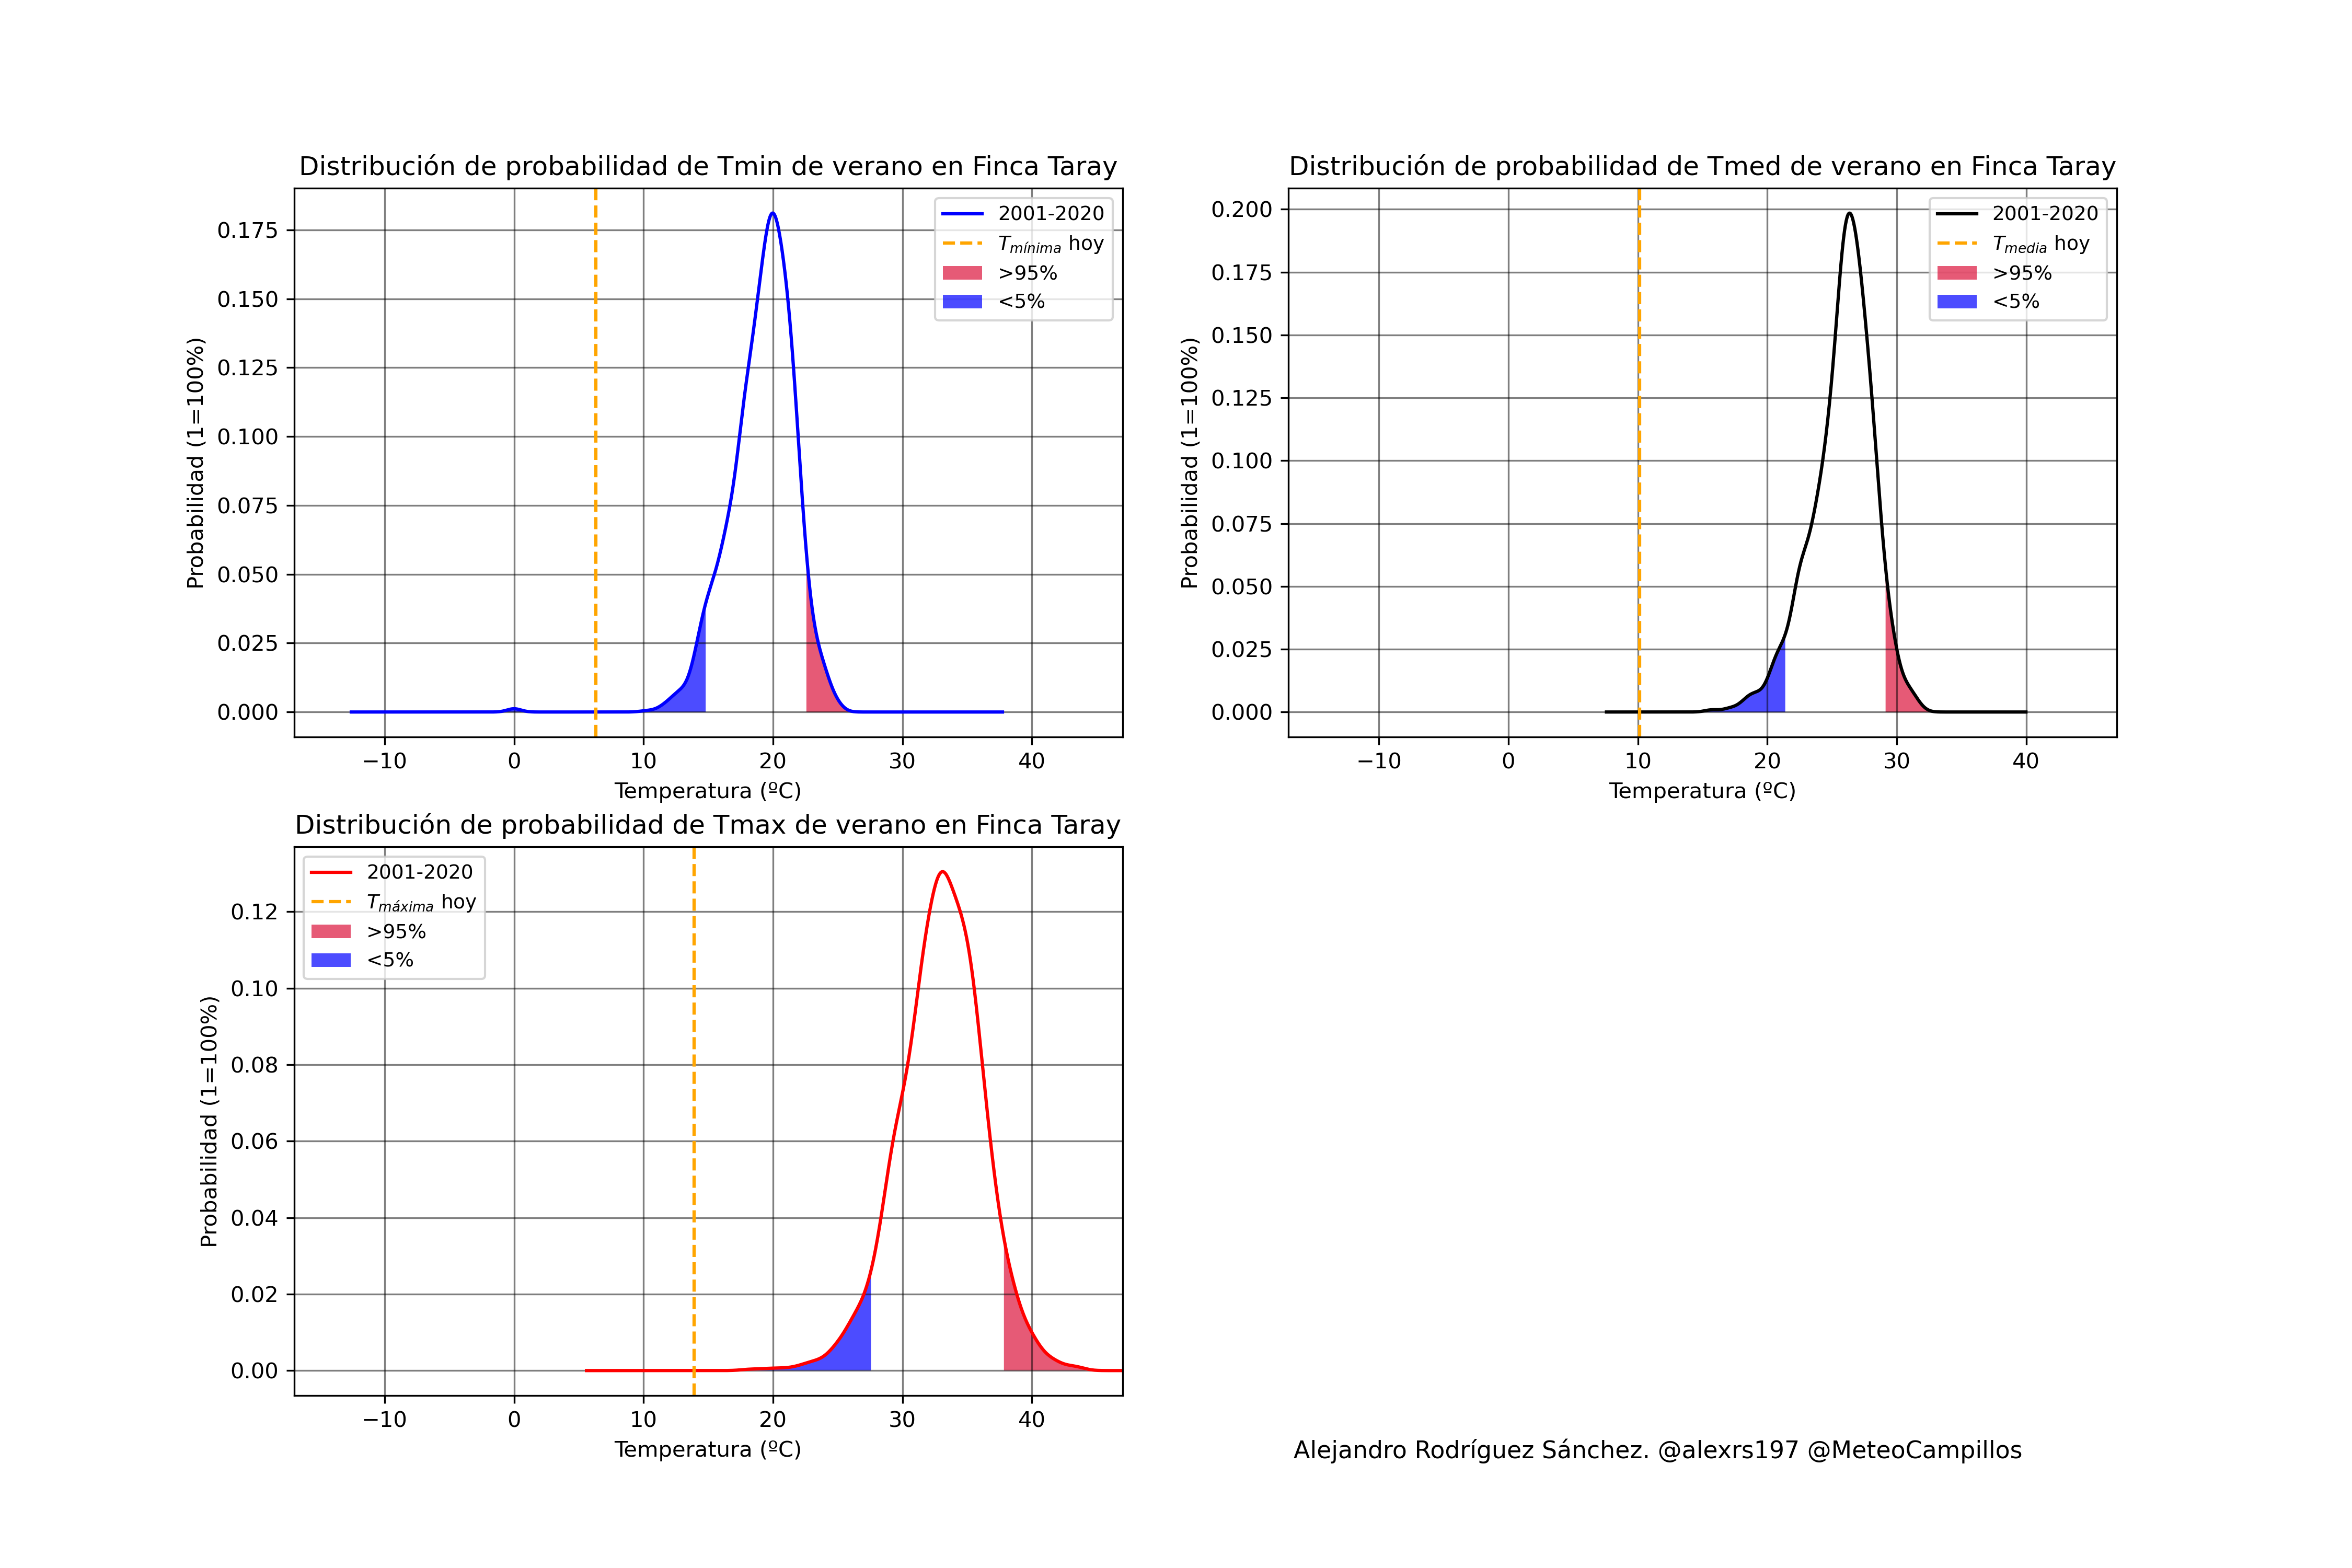 Distribución de probabilidad de Tmin de verano en Finca Taray
Probabilidad (1=100%)
0.175
0.150
0.125
0.100
0.075
0.050
0.025
0.000
2001-2020
Tmínima hoy
>95%
<5%
−10 0 10 20 30 40
Temperatura (ºC)
Distribución de probabilidad de Tmed de verano en Finca Taray
Probabilidad (1=100%)
0.200
0.175
0.150
0.125
0.100
0.075
0.050
0.025
0.000
2001-2020
Tmedia hoy
>95%
<5%
−10 0 10 20 30 40
Temperatura (ºC)
Distribución de probabilidad de Tmax de verano en Finca Taray
Probabilidad (1=100%)
0.12
0.10
0.08
0.06
0.04
0.02
0.00
2001-2020
Tmáxima hoy
>95%
<5%
−10 0 10 20 30 40
Temperatura (ºC)
Alejandro Rodríguez Sánchez. @alexrs197 @MeteoCampillos